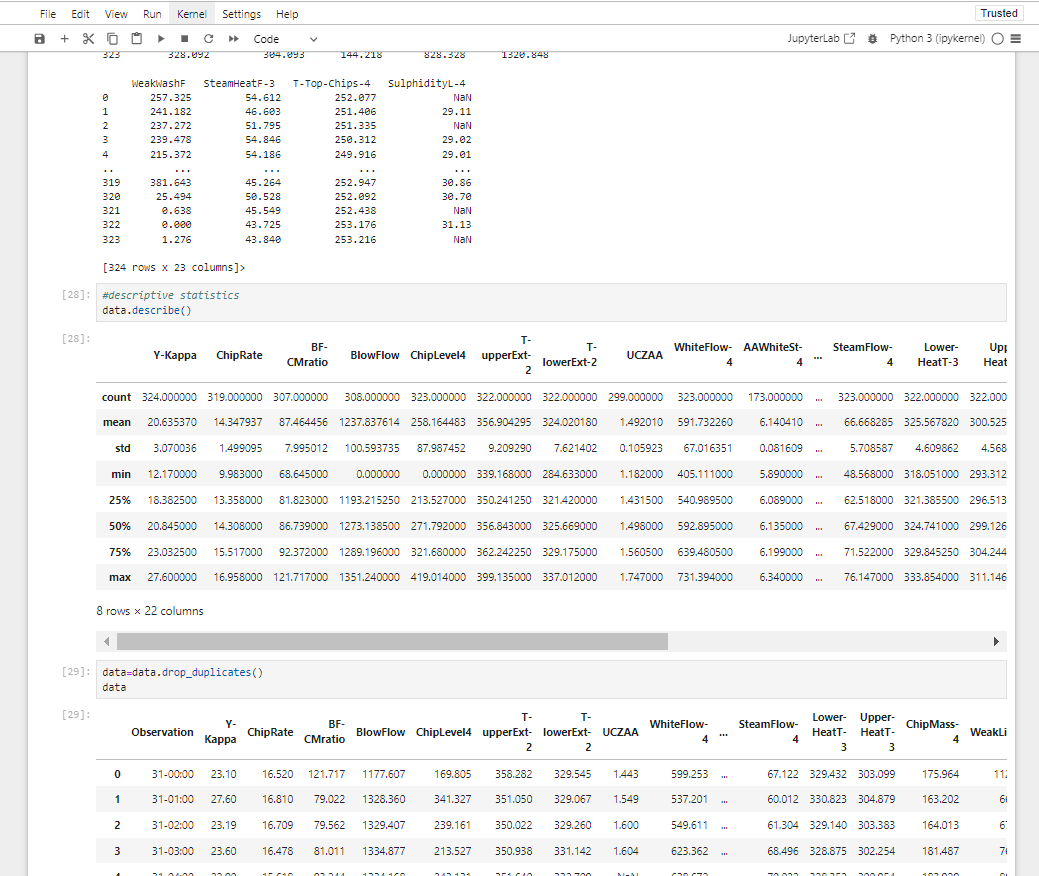 File Edit View Run Kernel Settings Help Trusted
Code JupyterLab Python 3 (ipykernel)
323 328.092 304.093 144.218 828.328 1320.848
WeakWashF SteamHeatF-3 T-Top-Chips-4 SulphidityL-4
0 257.325 54.612 252.077 NaN
1 241.182 46.603 251.406 29.11
2 237.272 51.795 251.335 NaN
3 239.478 54.846 250.312 29.02
4 215.372 54.186 249.916 29.01
.. ... ... ... ...
319 381.643 45.264 252.947 30.86
320 25.494 50.528 252.092 30.70
321 0.638 45.549 252.438 NaN
322 0.000 43.725 253.176 31.13
323 1.276 43.840 253.216 NaN
[324 rows x 23 columns]>
[28]: #descriptive statistics
data.describe()
[28]:
Y-Kappa ChipRate BF-CMratio BlowFlow ChipLevel4 T-upperExt-2 T-lowerExt-2 UCZAA WhiteFlow-4 AAWhiteSt-4 ... SteamFlow-4 Lower-HeatT-3 Upp Heat
count 324.000000 319.000000 307.000000 308.000000 323.000000 322.000000 322.000000 299.000000 323.000000 173.000000 ... 323.000000 322.000000 322.000
mean 20.635370 14.347937 87.464456 1237.837614 258.164483 356.904295 324.020180 1.492010 591.732260 6.140410 ... 66.668285 325.567820 300.525
std 3.070036 1.499095 7.995012 100.593735 87.987452 9.209290 7.621402 0.105923 67.016351 0.081609 ... 5.708587 4.609862 4.568
min 12.170000 9.983000 68.645000 0.000000 0.000000 339.168000 284.633000 1.182000 405.111000 5.890000 ... 48.568000 318.051000 293.312
25% 18.382500 13.358000 81.823000 1193.215250 213.527000 350.241250 321.420000 1.431500 540.989500 6.089000 ... 62.518000 321.385500 296.513
50% 20.845000 14.308000 86.739000 1273.138500 271.792000 356.843000 325.669000 1.498000 592.895000 6.135000 ... 67.429000 324.741000 299.126
75% 23.032500 15.517000 92.372000 1289.196000 321.680000 362.242250 329.175000 1.560500 639.480500 6.199000 ... 71.522000 329.845250 304.244
max 27.600000 16.958000 121.717000 1351.240000 419.014000 399.135000 337.012000 1.747000 731.394000 6.340000 ... 76.147000 333.854000 311.146
8 rows × 22 columns
[29]: data=data.drop_duplicates()
data
[29]:
Observation Y-Kappa ChipRate BF-CMratio BlowFlow ChipLevel4 T-upperExt-2 T-lowerExt-2 UCZAA WhiteFlow-4 ... SteamFlow-4 Lower-HeatT-3 Upper-HeatT-3 ChipMass-4 WeakLi
0 31-00:00 23.10 16.520 121.717 1177.607 169.805 358.282 329.545 1.443 599.253 ... 67.122 329.432 303.099 175.964
1 31-01:00 27.60 16.810 79.022 1328.360 341.327 351.050 329.067 1.549 537.201 ... 60.012 330.823 304.879 163.202
2 31-02:00 23.19 16.709 79.562 1329.407 239.161 350.022 329.260 1.600 549.611 ... 61.304 329.140 303.383 164.013
3 31-03:00 23.60 16.478 81.011 1334.877 213.527 350.938 331.142 1.604 623.362 ... 68.496 328.875 302.254 181.487